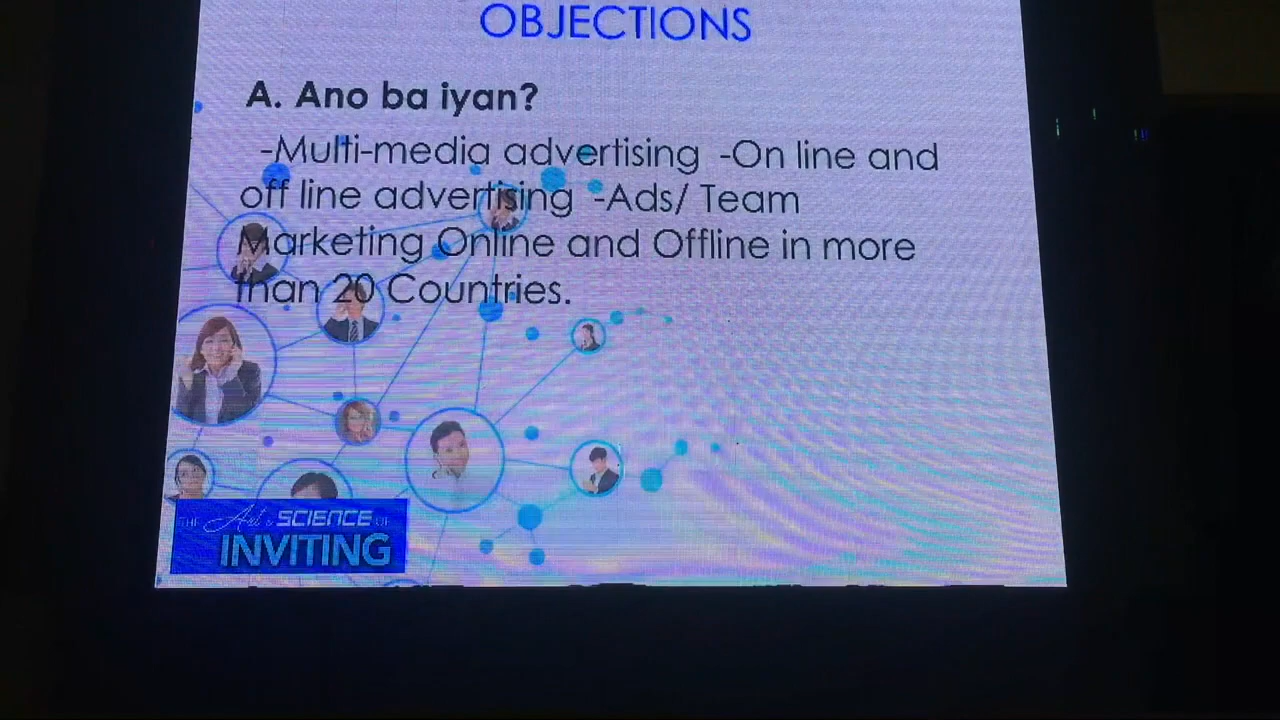 OBJECTIONS
A. Ano ba iyan?
-Multi-media advertising -On line and
off line advertising -Ads/ Team
Marketing Online and Offline in more
than 20 Countries.
THE Art & SCIENCE OF
INVITING